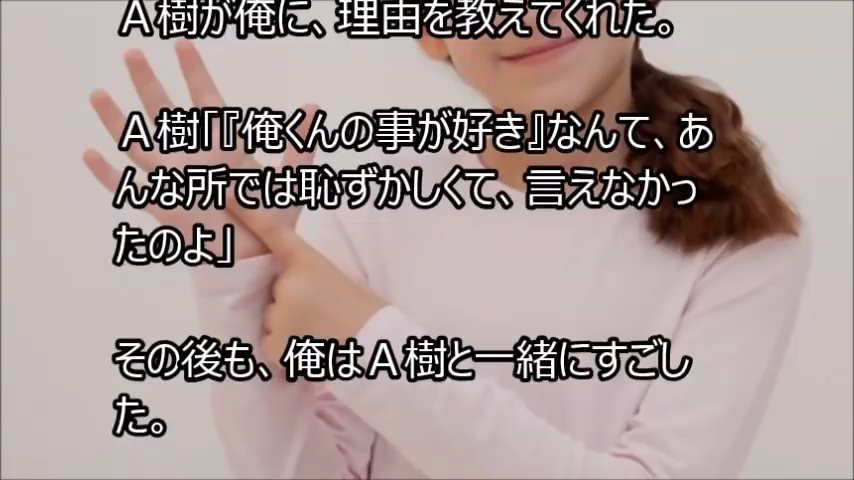 Ａ樹が俺に、理由を教えてくれた。
Ａ樹「『俺くんの事が好き』なんて、あ
んな所では恥ずかしくて、言えなかっ
たのよ」
その後も、俺はＡ樹と一緒にすごし
た。